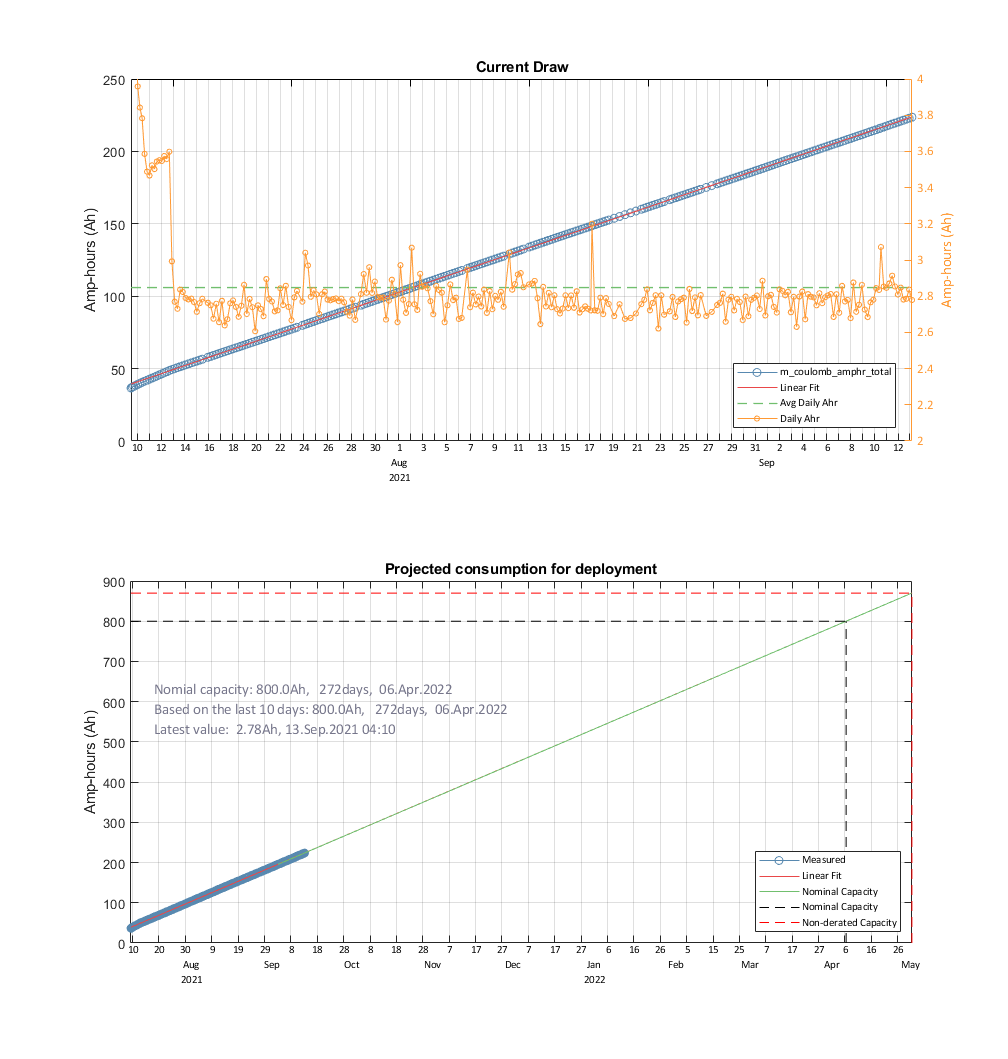 Current Draw
250
200
150
100
50
0
Amp-hours (Ah)
4
3.8
3.6
3.4
3.2
3
2.8
2.6
2.4
2.2
2
Amp-hours (Ah)
m_coulomb_amphr_total
Linear Fit
Avg Daily Ahr
Daily Ahr
10 12 14 16 18 20 22 24 26 28 30 1 3 5 7 9 11 13 15 17 19 21 23 25 27 29 31 2 4 6 8 10 12
Aug Sep
2021
Projected consumption for deployment
900
800
700
600
500
400
300
200
100
0
Amp-hours (Ah)
Nomial capacity: 800.0Ah, 272days, 06.Apr.2022
Based on the last 10 days: 800.0Ah, 272days, 06.Apr.2022
Latest value: 2.78Ah, 13.Sep.2021 04:10
Measured
Linear Fit
Nominal Capacity
Nominal Capacity
Non-derated Capacity
10 20 30 9 19 29 8 18 28 8 18 28 7 17 27 7 17 27 6 16 26 5 15 25 7 17 27 6 16 26
Aug Sep Oct Nov Dec Jan Feb Mar Apr May
2021 2022